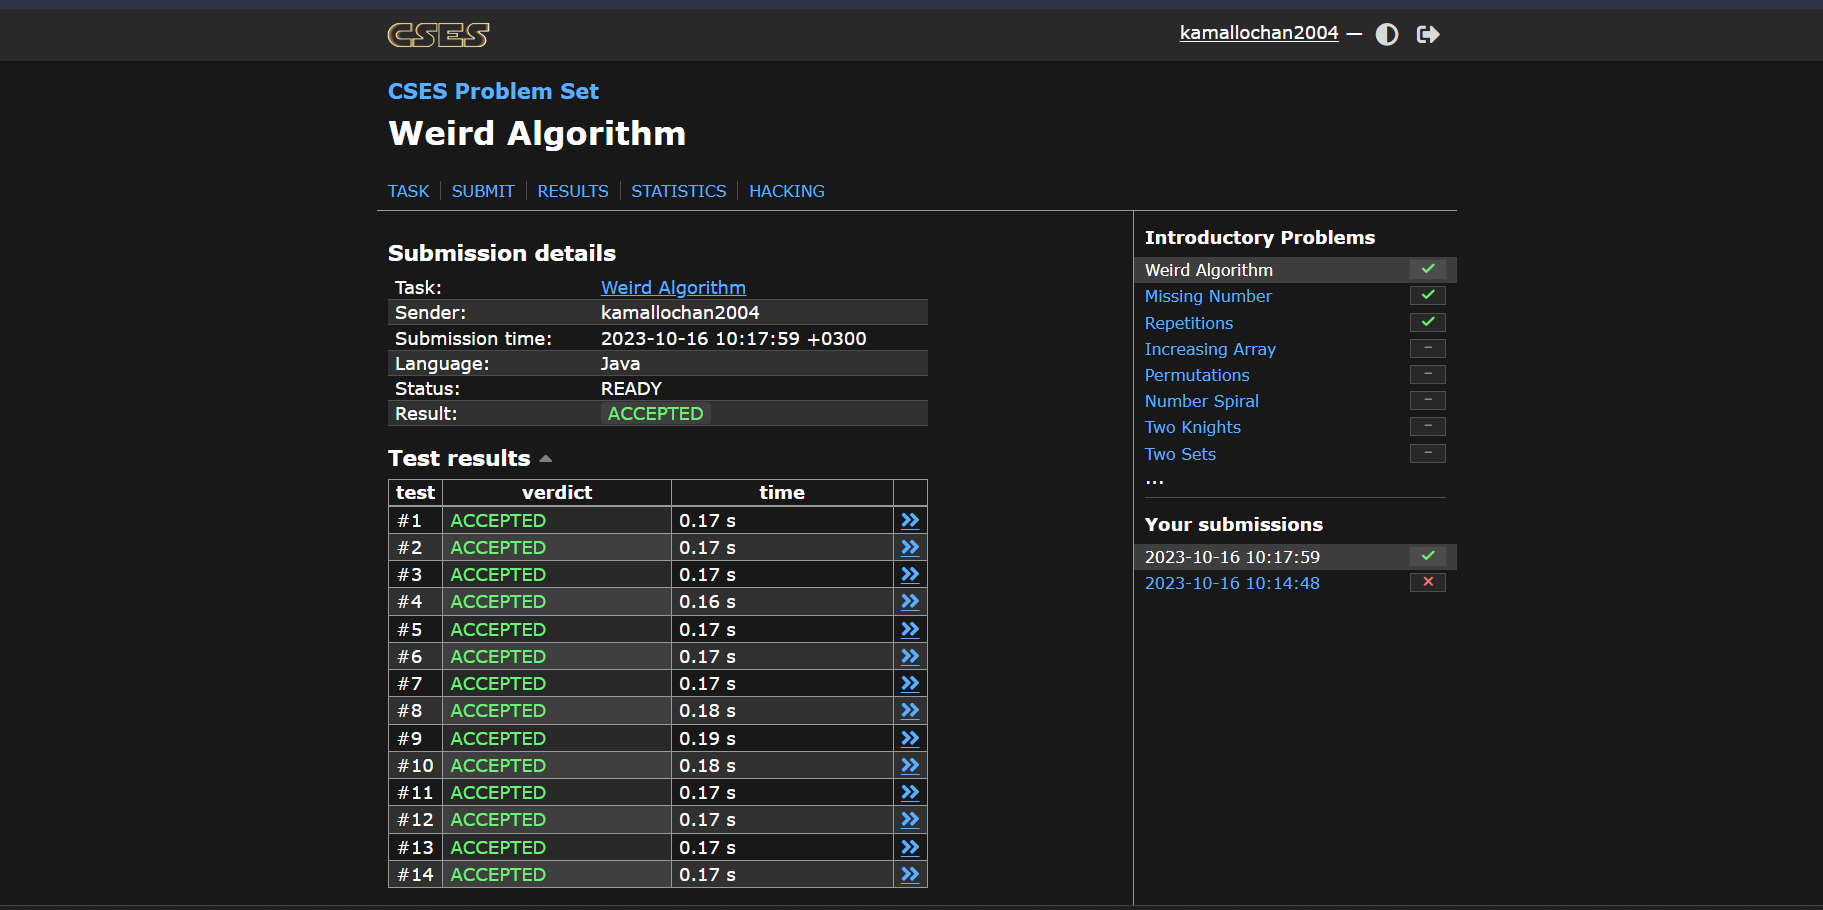 CSES
kamallochan2004 —
CSES Problem Set
Weird Algorithm
TASK SUBMIT RESULTS STATISTICS HACKING
Submission details
Task: Weird Algorithm
Sender: kamallochan2004
Submission time: 2023-10-16 10:17:59 +0300
Language: Java
Status: READY
Result: ACCEPTED
Test results
test verdict time
#1 ACCEPTED 0.17 s
#2 ACCEPTED 0.17 s
#3 ACCEPTED 0.17 s
#4 ACCEPTED 0.16 s
#5 ACCEPTED 0.17 s
#6 ACCEPTED 0.17 s
#7 ACCEPTED 0.17 s
#8 ACCEPTED 0.18 s
#9 ACCEPTED 0.19 s
#10 ACCEPTED 0.18 s
#11 ACCEPTED 0.17 s
#12 ACCEPTED 0.17 s
#13 ACCEPTED 0.17 s
#14 ACCEPTED 0.17 s
Introductory Problems
Weird Algorithm
Missing Number
Repetitions
Increasing Array
Permutations
Number Spiral
Two Knights
Two Sets
...
Your submissions
2023-10-16 10:17:59
2023-10-16 10:14:48